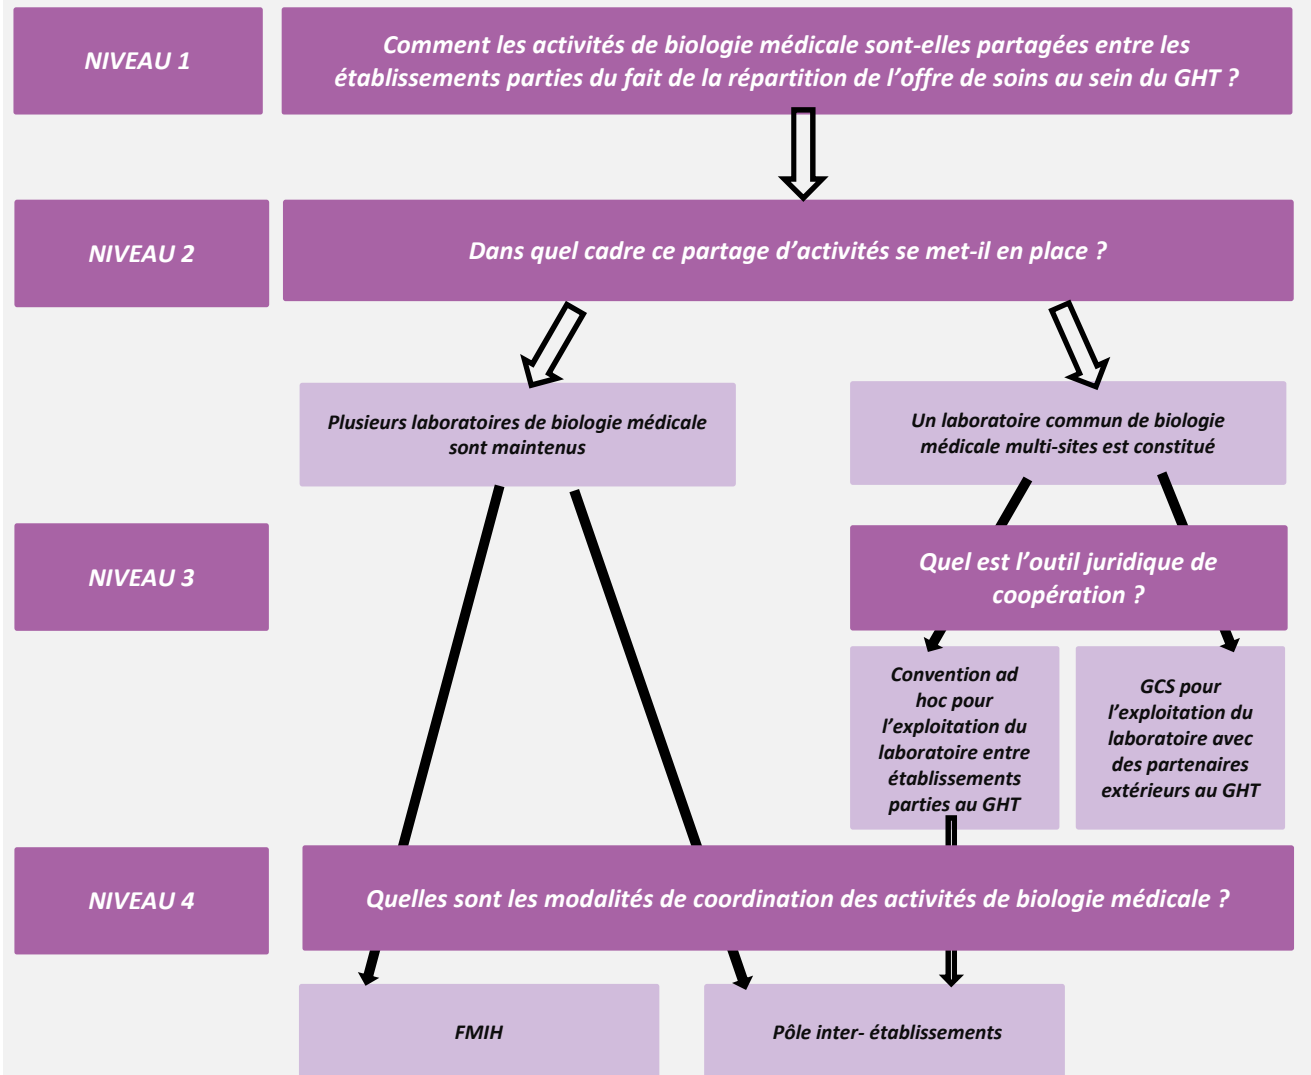 NIVEAU 1
Comment les activités de biologie médicale sont-elles partagées entre les
établissements parties du fait de la répartition de l’offre de soins au sein du GHT ?
NIVEAU 2
Dans quel cadre ce partage d’activités se met-il en place ?
Plusieurs laboratoires de biologie médicale
sont maintenus
Un laboratoire commun de biologie
médicale multi-sites est constitué
NIVEAU 3
Quel est l’outil juridique de
coopération ?
Convention ad
hoc pour
l’exploitation du
laboratoire entre
établissements
parties au GHT
GCS pour
l’exploitation du
laboratoire avec
des partenaires
extérieurs au GHT
NIVEAU 4
Quelles sont les modalités de coordination des activités de biologie médicale ?
FMIH
Pôle inter- établissements